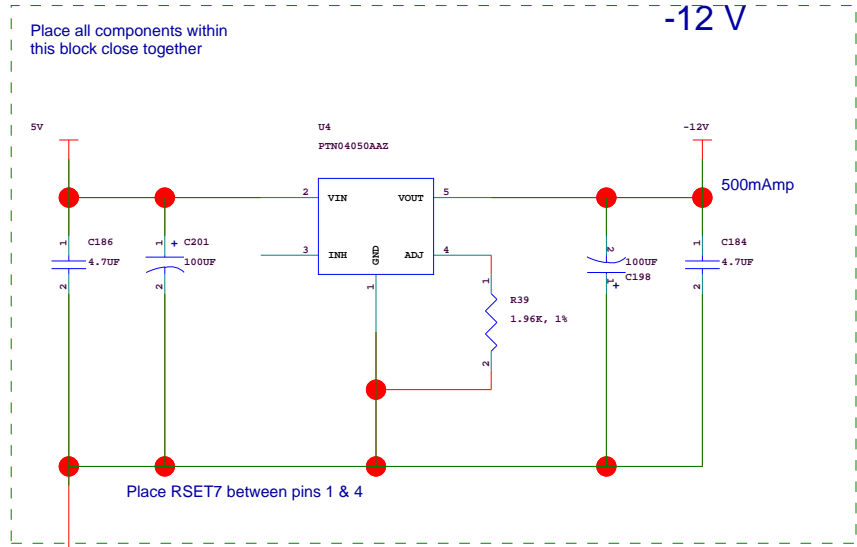 -12 V
Place all components within
this block close together
5V
U4
PTN04050AAZ
-12V
500mAmp
2
VIN
VOUT
5
1
C186
4.7UF
2
1
+
C201
100UF
2
3
INH
GND
ADJ
4
1
1
R39
1.96K, 1%
2
2
100UF
C198
1
+
1
C184
4.7UF
2
Place RSET7 between pins 1 & 4